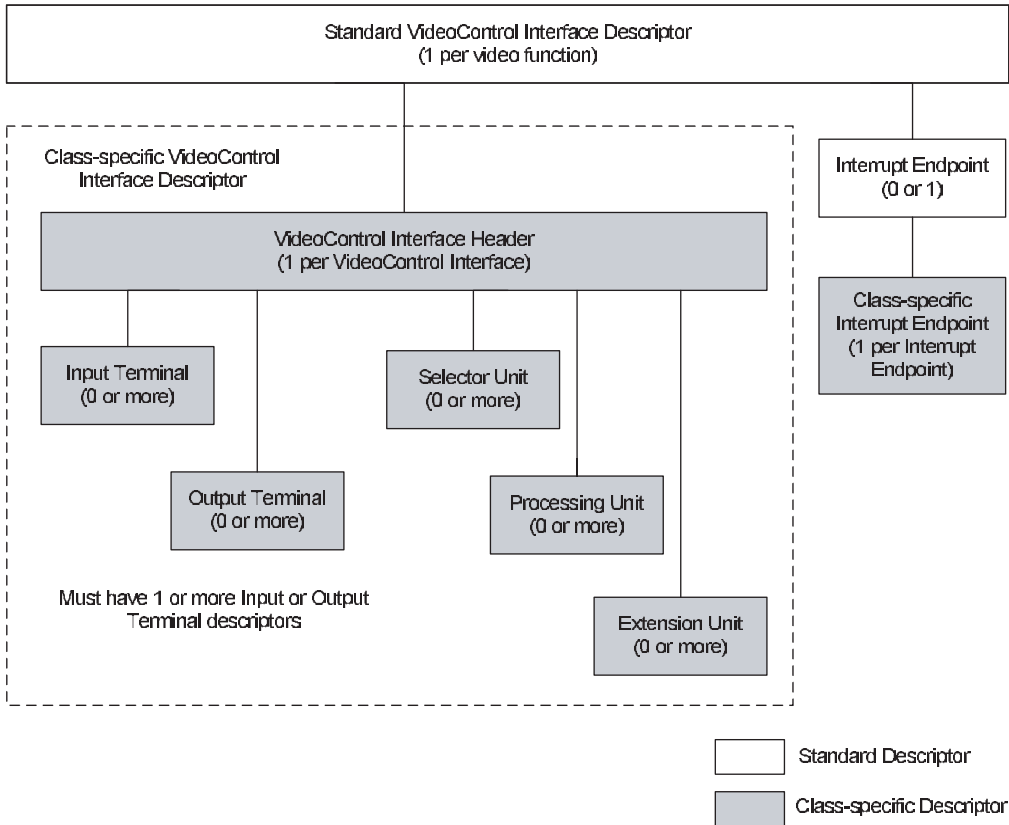 Standard VideoControl Interface Descriptor
(1 per video function)
Class-specific VideoControl
Interface Descriptor
Interrupt Endpoint
(0 or 1)
VideoControl Interface Header
(1 per VideoControl Interface)
Class-specific
Interrupt Endpoint
(1 per Interrupt
Endpoint)
Input Terminal
(0 or more)
Selector Unit
(0 or more)
Output Terminal
(0 or more)
Processing Unit
(0 or more)
Must have 1 or more Input or Output
Terminal descriptors
Extension Unit
(0 or more)
Standard Descriptor
Class-specific Descriptor